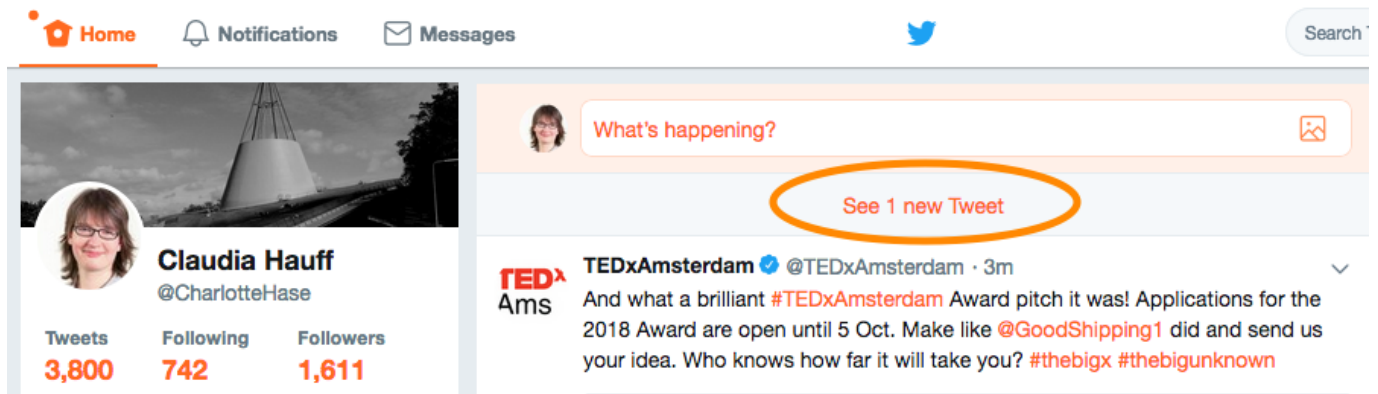 Home
Notifications
Messages
Search
What's happening?
See 1 new Tweet
Claudia Hauff
@CharlotteHase
Tweets Following Followers
3,800 742 1,611
TEDx
Ams
TEDxAmsterdam @TEDxAmsterdam · 3m
And what a brilliant #TEDxAmsterdam Award pitch it was! Applications for the
2018 Award are open until 5 Oct. Make like @GoodShipping1 did and send us
your idea. Who knows how far it will take you? #thebigx #thebigunknown